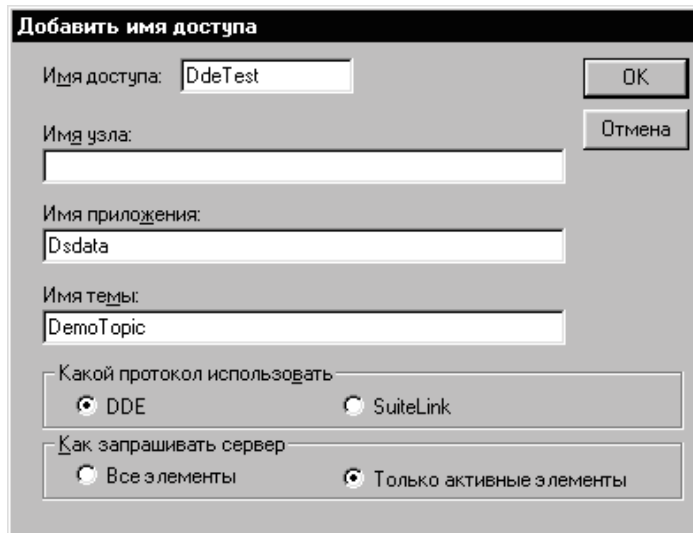 Добавить имя доступа
Имя доступа: DdeTest
OK
Имя узла:
Отмена
Имя приложения:
Dsdata
Имя темы:
DemoTopic
Какой протокол использовать
DDE SuiteLink
Как запрашивать сервер
Все элементы Только активные элементы